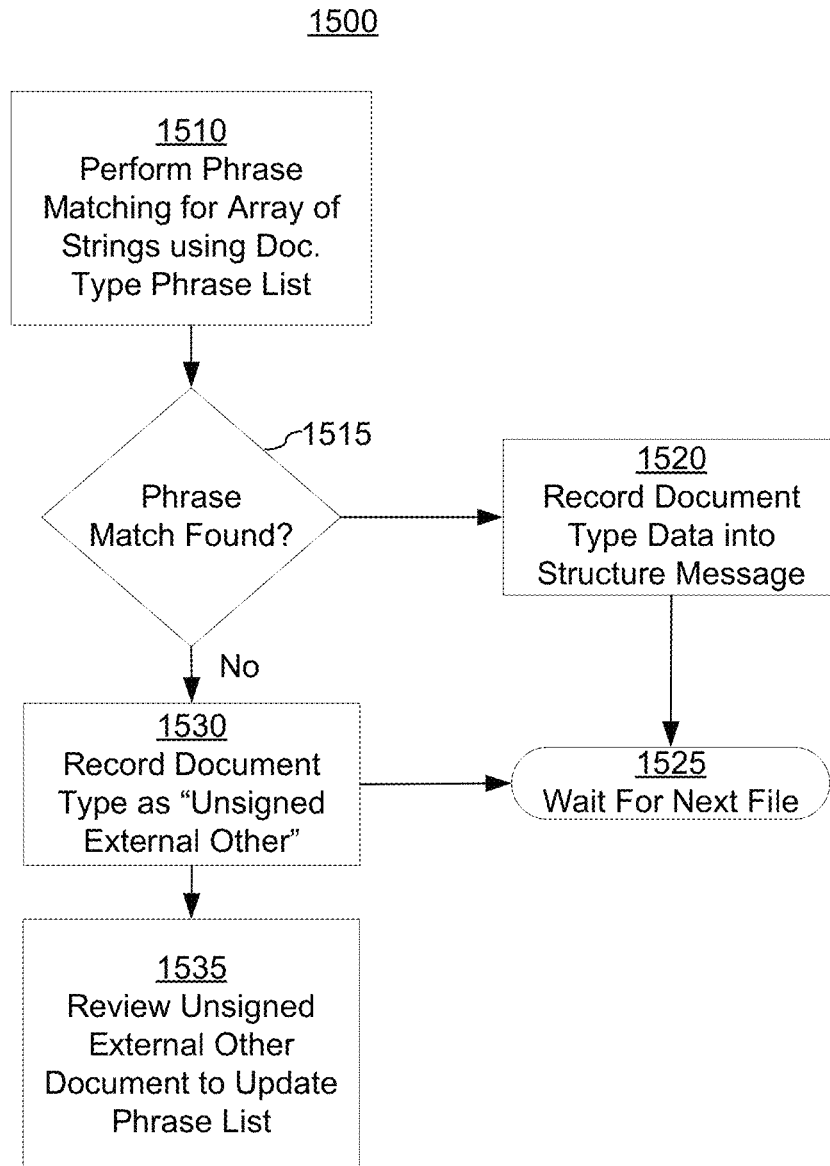 1500
1510
Perform Phrase
Matching for Array of
Strings using Doc.
Type Phrase List
1515
Phrase
Match Found?
1520
Record Document
Type Data into
Structure Message
No
1530
Record Document
Type as “Unsigned
External Other”
1525
Wait For Next File
1535
Review Unsigned
External Other
Document to Update
Phrase List